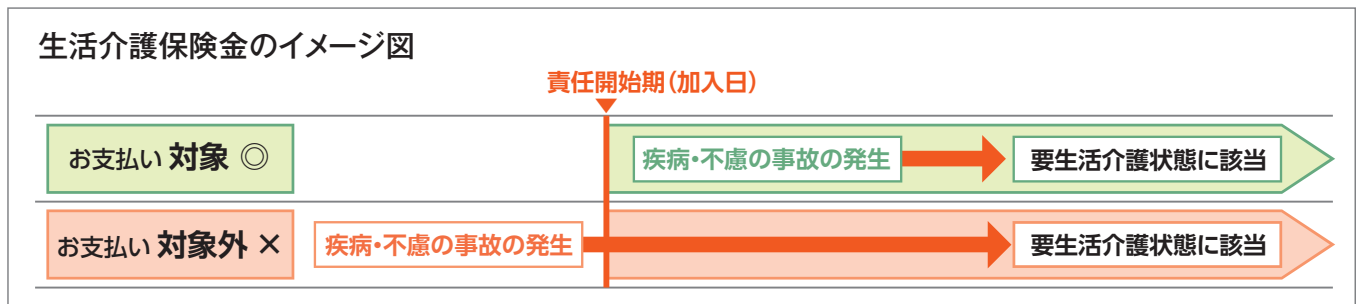 生活介護保険金のイメージ図
責任開始期(加入日)
お支払い 対象 ◎
疾病・不慮の事故の発生
要生活介護状態に該当
お支払い 対象外 ×
疾病・不慮の事故の発生
要生活介護状態に該当